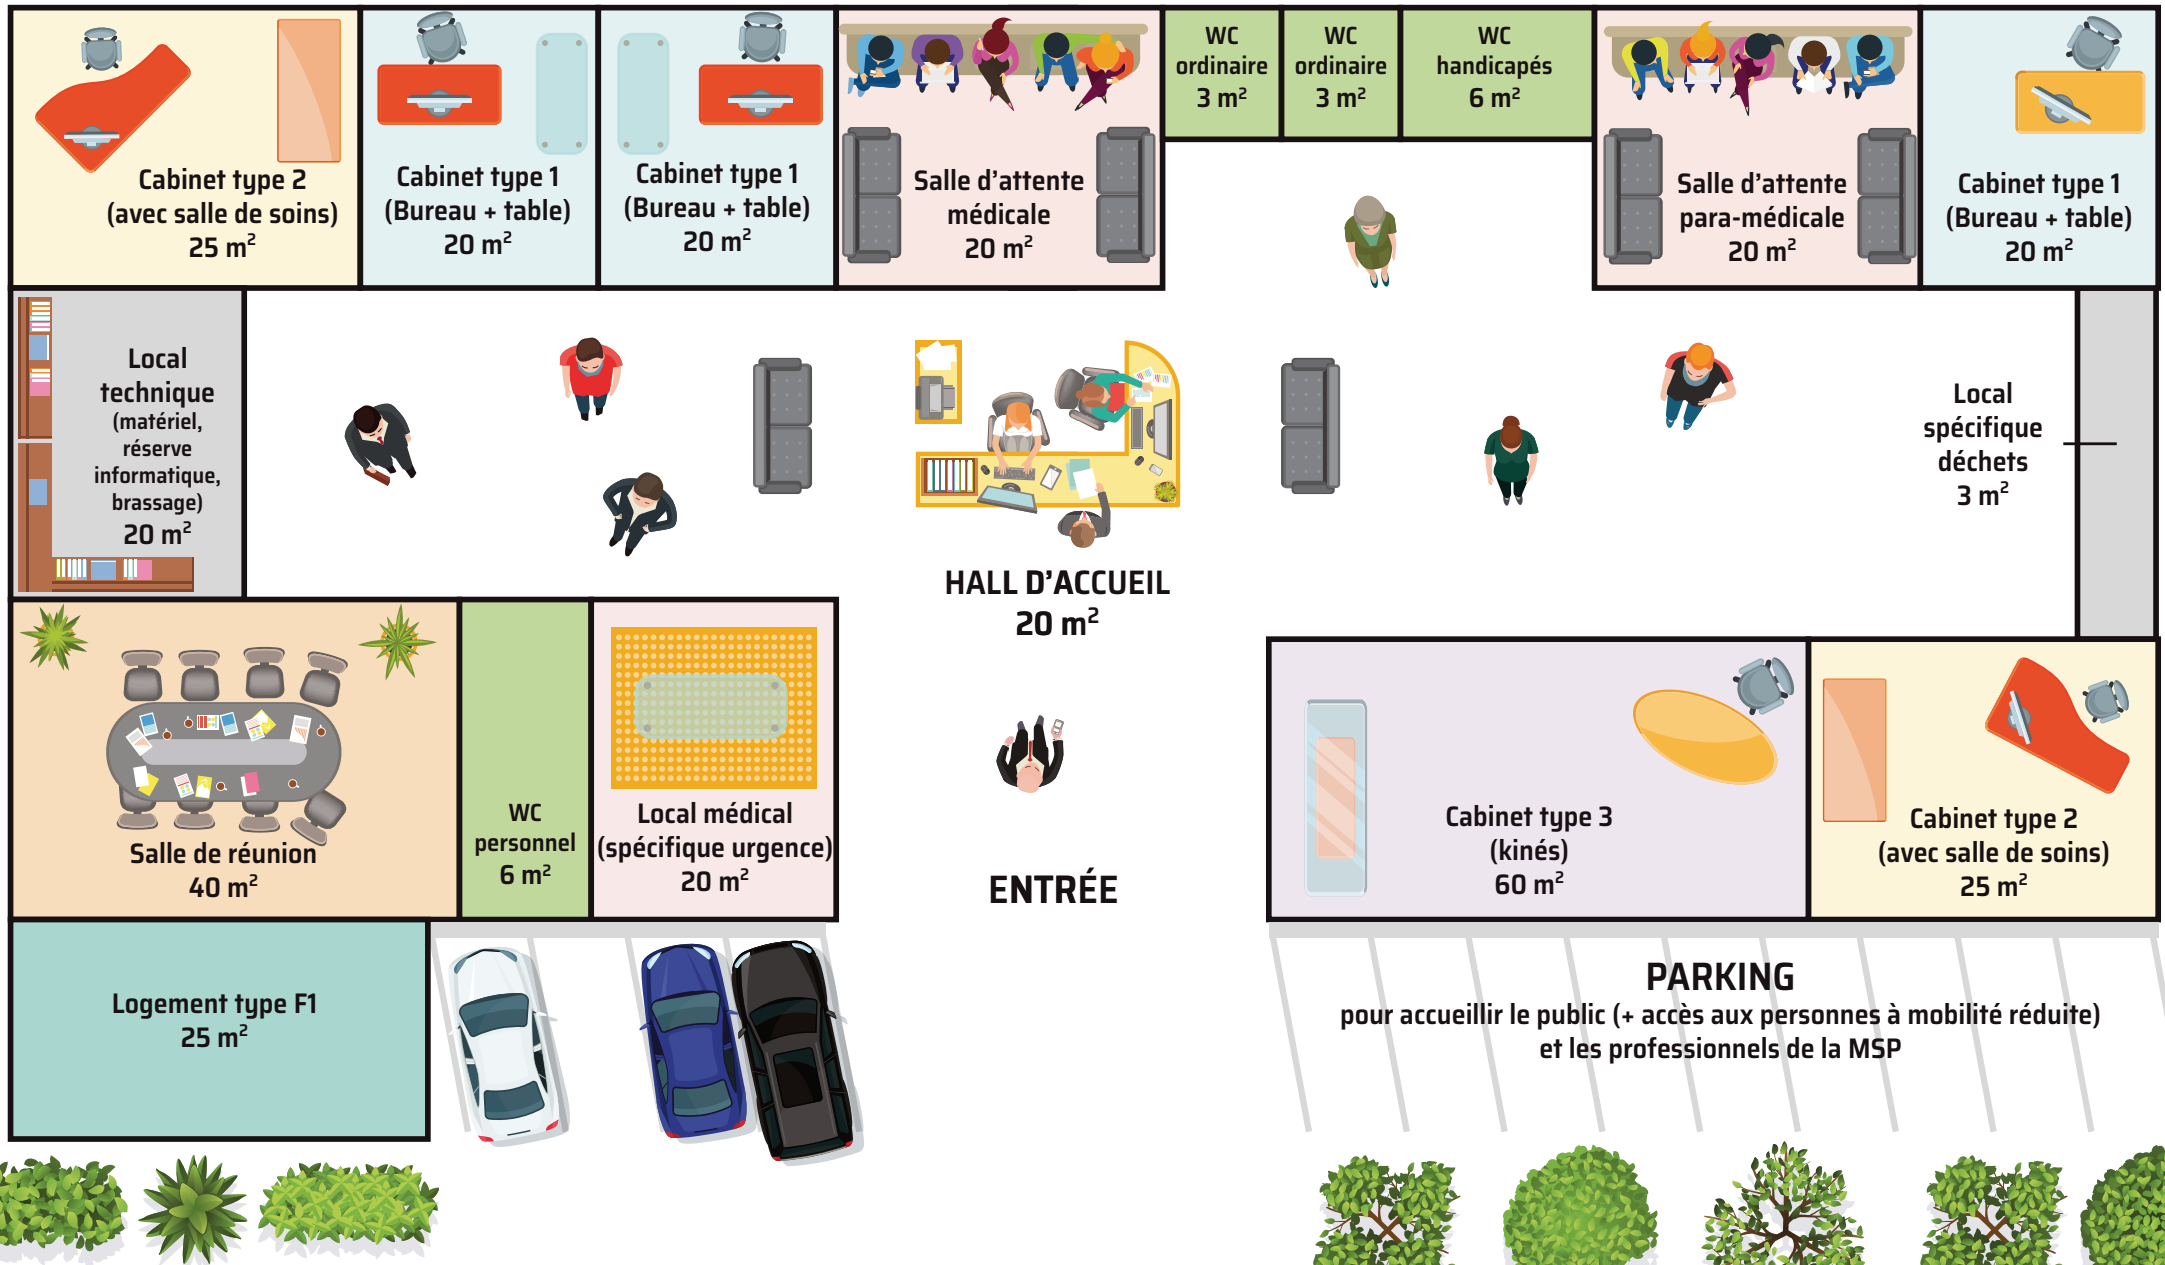 Cabinet type 2
(avec salle de soins)
25 m²
Cabinet type 1
(Bureau + table)
20 m²
Cabinet type 1
(Bureau + table)
20 m²
Salle d'attente
médicale
20 m²
WC
ordinaire
3 m²
WC
ordinaire
3 m²
WC
handicapés
6 m²
Salle d'attente
para-médicale
20 m²
Cabinet type 1
(Bureau + table)
20 m²
Local
technique
(matériel,
réserve
informatique,
brassage)
20 m²
HALL D'ACCUEIL
20 m²
Local
spécifique
déchets
3 m²
Salle de réunion
40 m²
WC
personnel
6 m²
Local médical
(spécifique urgence)
20 m²
ENTRÉE
Cabinet type 3
(kinés)
60 m²
Cabinet type 2
(avec salle de soins)
25 m²
Logement type F1
25 m²
PARKING
pour accueillir le public (+ accès aux personnes à mobilité réduite)
et les professionnels de la MSP